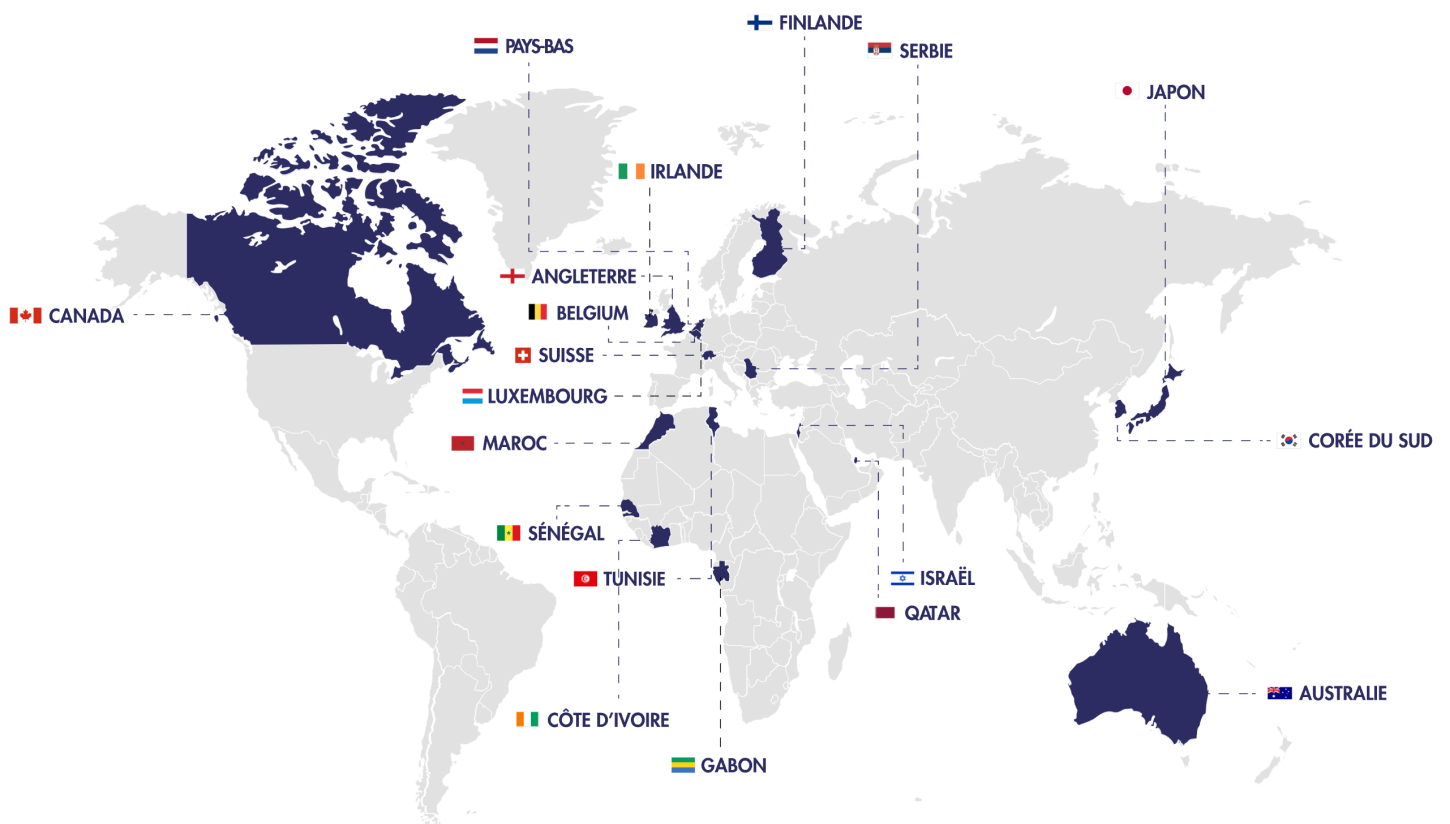 FINLANDE
PAYS-BAS
SERBIE
JAPON
IRLANDE
ANGLETERRE
BELGIUM
CANADA
SUISSE
LUXEMBOURG
MAROC
CORÉE DU SUD
SÉNÉGAL
TUNISIE
ISRAËL
QATAR
AUSTRALIE
CÔTE D'IVOIRE
GABON